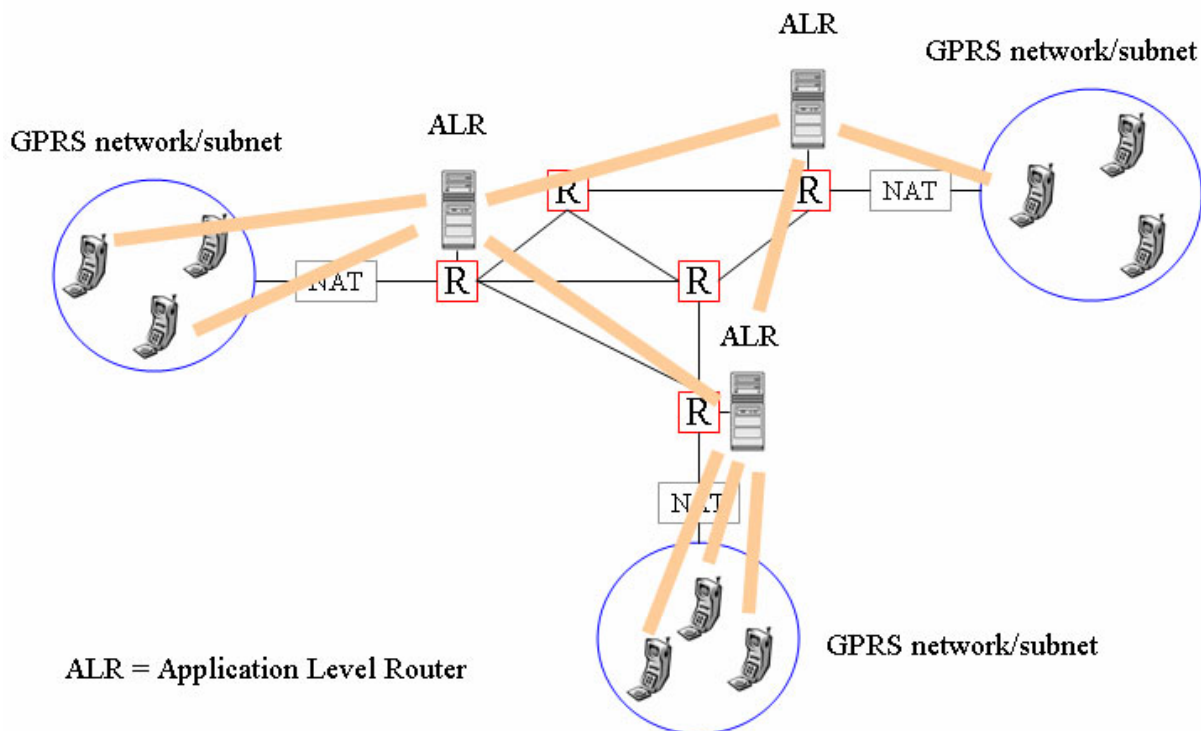 ALR
GPRS network/subnet
ALR
GPRS network/subnet
R
R
NAT
NAT
R
R
ALR
R
NAT
GPRS network/subnet
ALR = Application Level Router